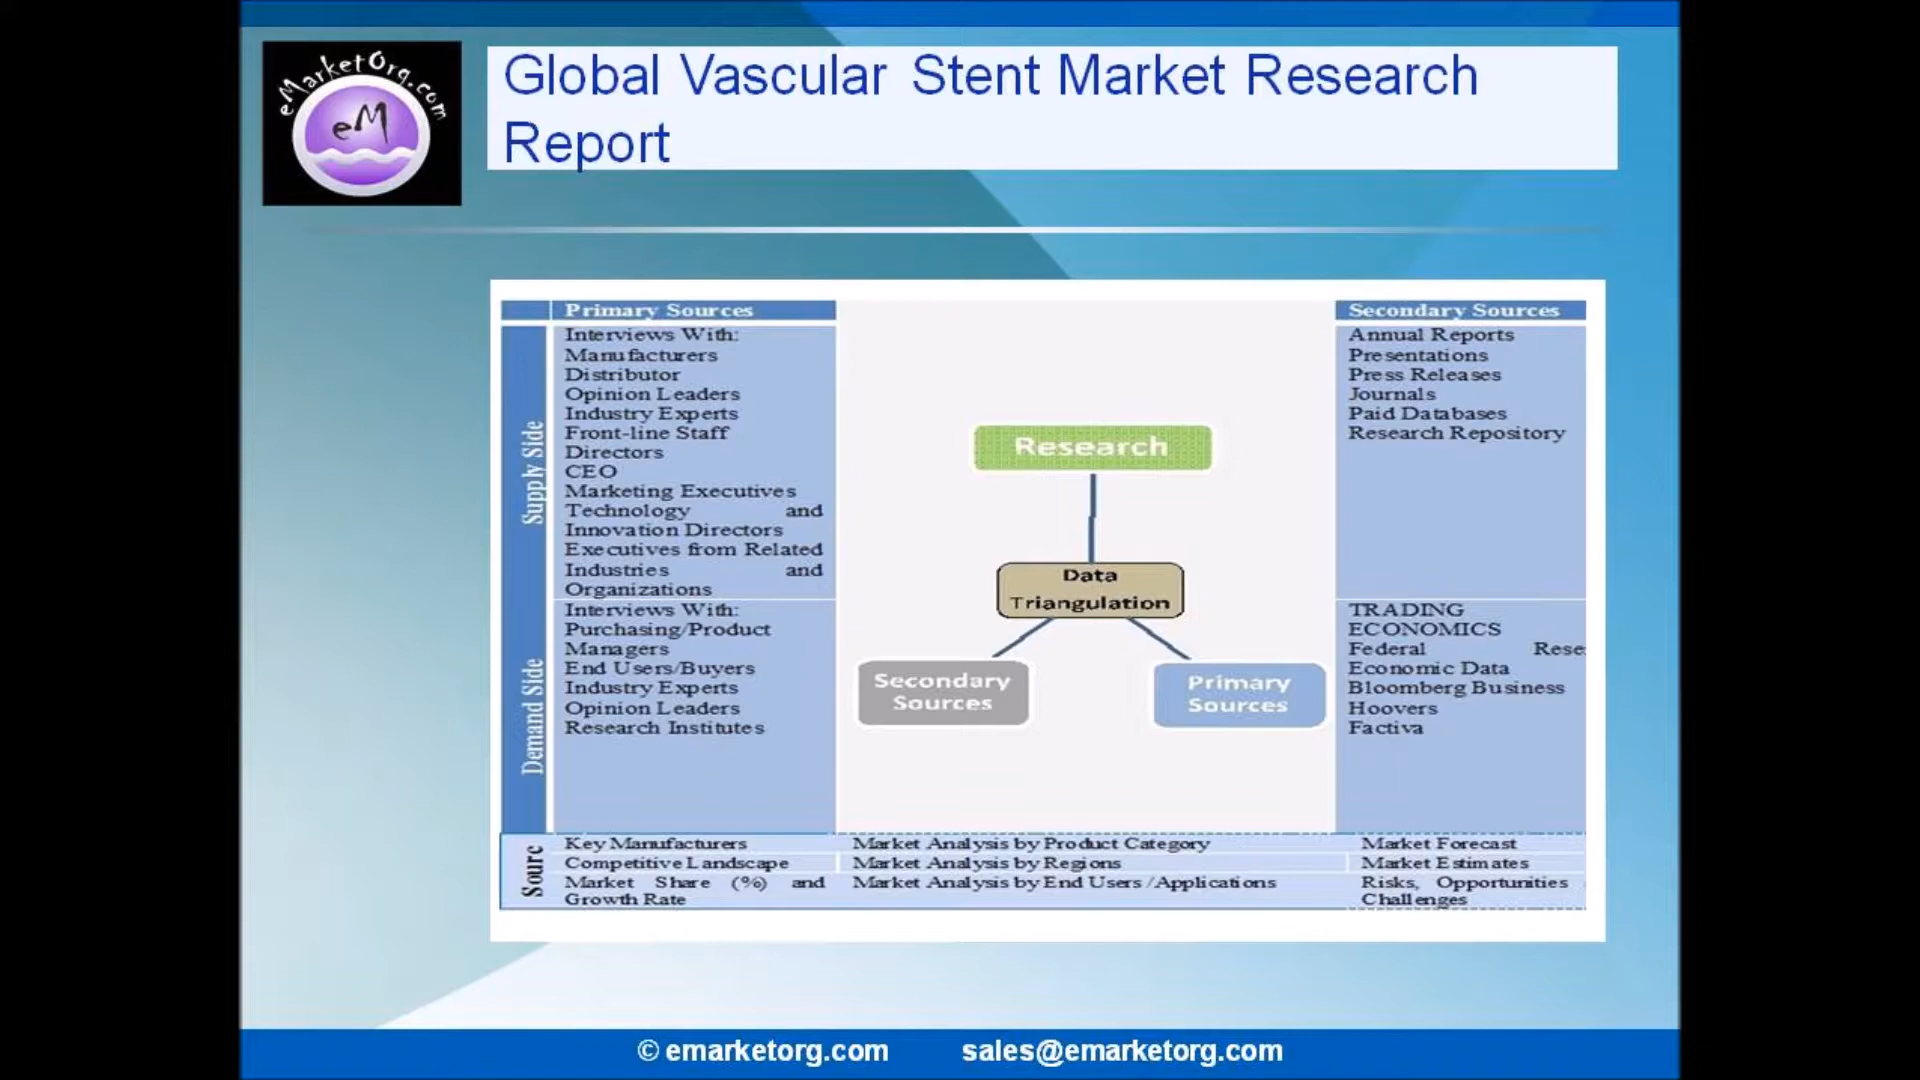 eMarketOrg.com
eM
Global Vascular Stent Market Research
Report
Primary Sources
Supply Side
Interviews With:
Manufacturers
Distributor
Opinion Leaders
Industry Experts
Front-line Staff
Directors
CEO
Marketing Executives
Technology and
Innovation Directors
Executives from Related
Industries and
Organizations
Demand Side
Interviews With:
Purchasing/Product
Managers
End Users/Buyers
Industry Experts
Opinion Leaders
Research Institutes
Research
Data
Triangulation
Secondary
Sources
Primary
Sources
Secondary Sources
Annual Reports
Presentations
Press Releases
Journals
Paid Databases
Research Repository
TRADING
ECONOMICS
Federal Rese
Economic Data
Bloomberg Business
Hoovers
Factiva
Sourc
Key Manufacturers
Competitive Landscape
Market Share (%) and
Growth Rate
Market Analysis by Product Category
Market Analysis by Regions
Market Analysis by End Users /Applications
Market Forecast
Market Estimates
Risks, Opportunities
Challenges
© emarketorg.com sales@emarketorg.com